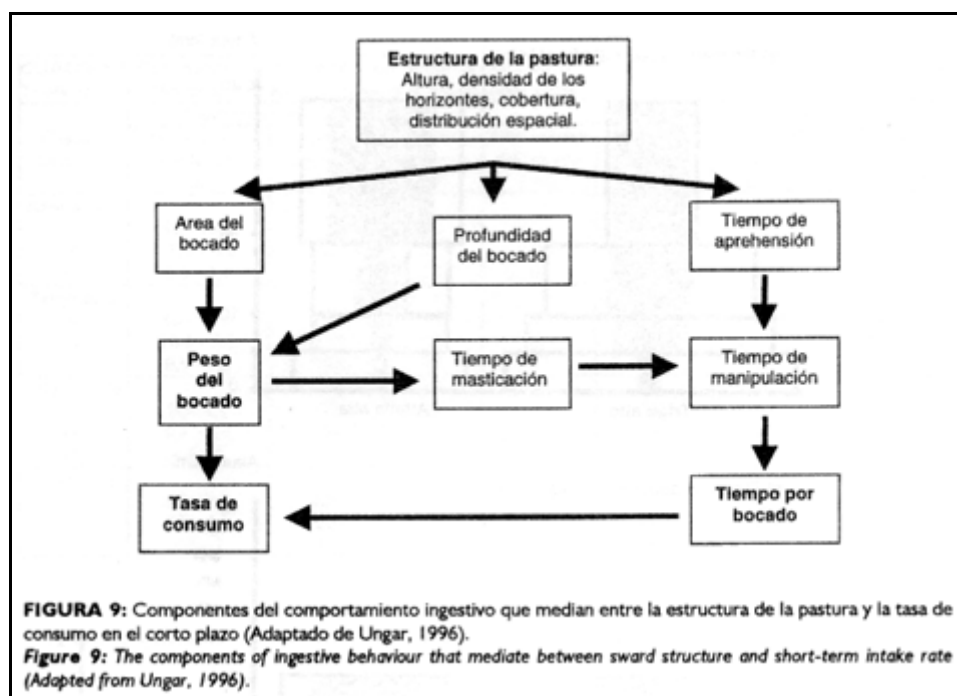 Estructura de la pastura:
Altura, densidad de los
horizontes, cobertura,
distribución espacial.
Area del
bocado
Profundidad
del bocado
Tiempo de
aprehensión
Peso
del
bocado
Tiempo de
masticación
Tiempo de
manipulación
Tasa de
consumo
Tiempo por
bocado
FIGURA 9: Componentes del comportamiento ingestivo que median entre la estructura de la pastura y la tasa de
consumo en el corto plazo (Adaptado de Ungar, 1996).
Figure 9: The components of ingestive behaviour that mediate between sward structure and short-term intake rate
(Adapted from Ungar, 1996).